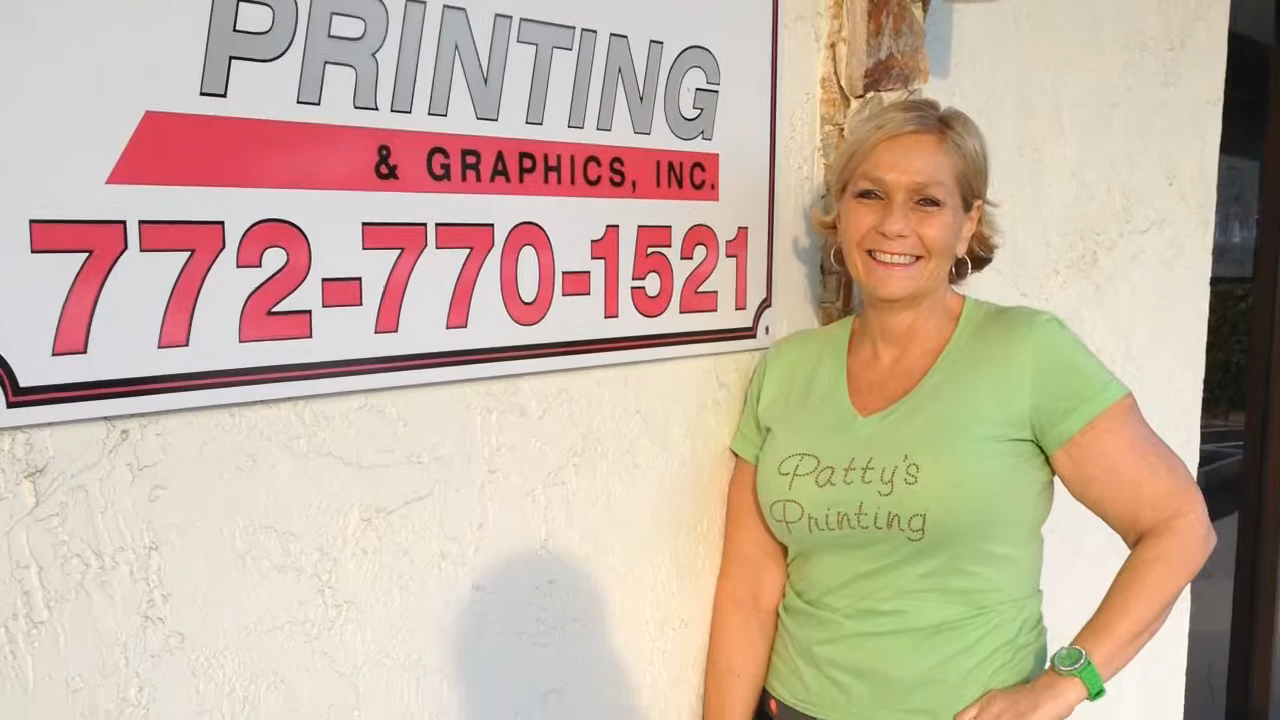 PRINTING
& GRAPHICS, INC.
772-770-1521
Patty's
Printing